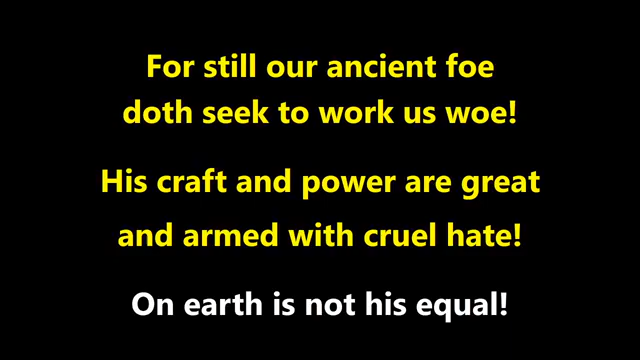 For still our ancient foe
doth seek to work us woe!
His craft and power are great
and armed with cruel hate!
On earth is not his equal!